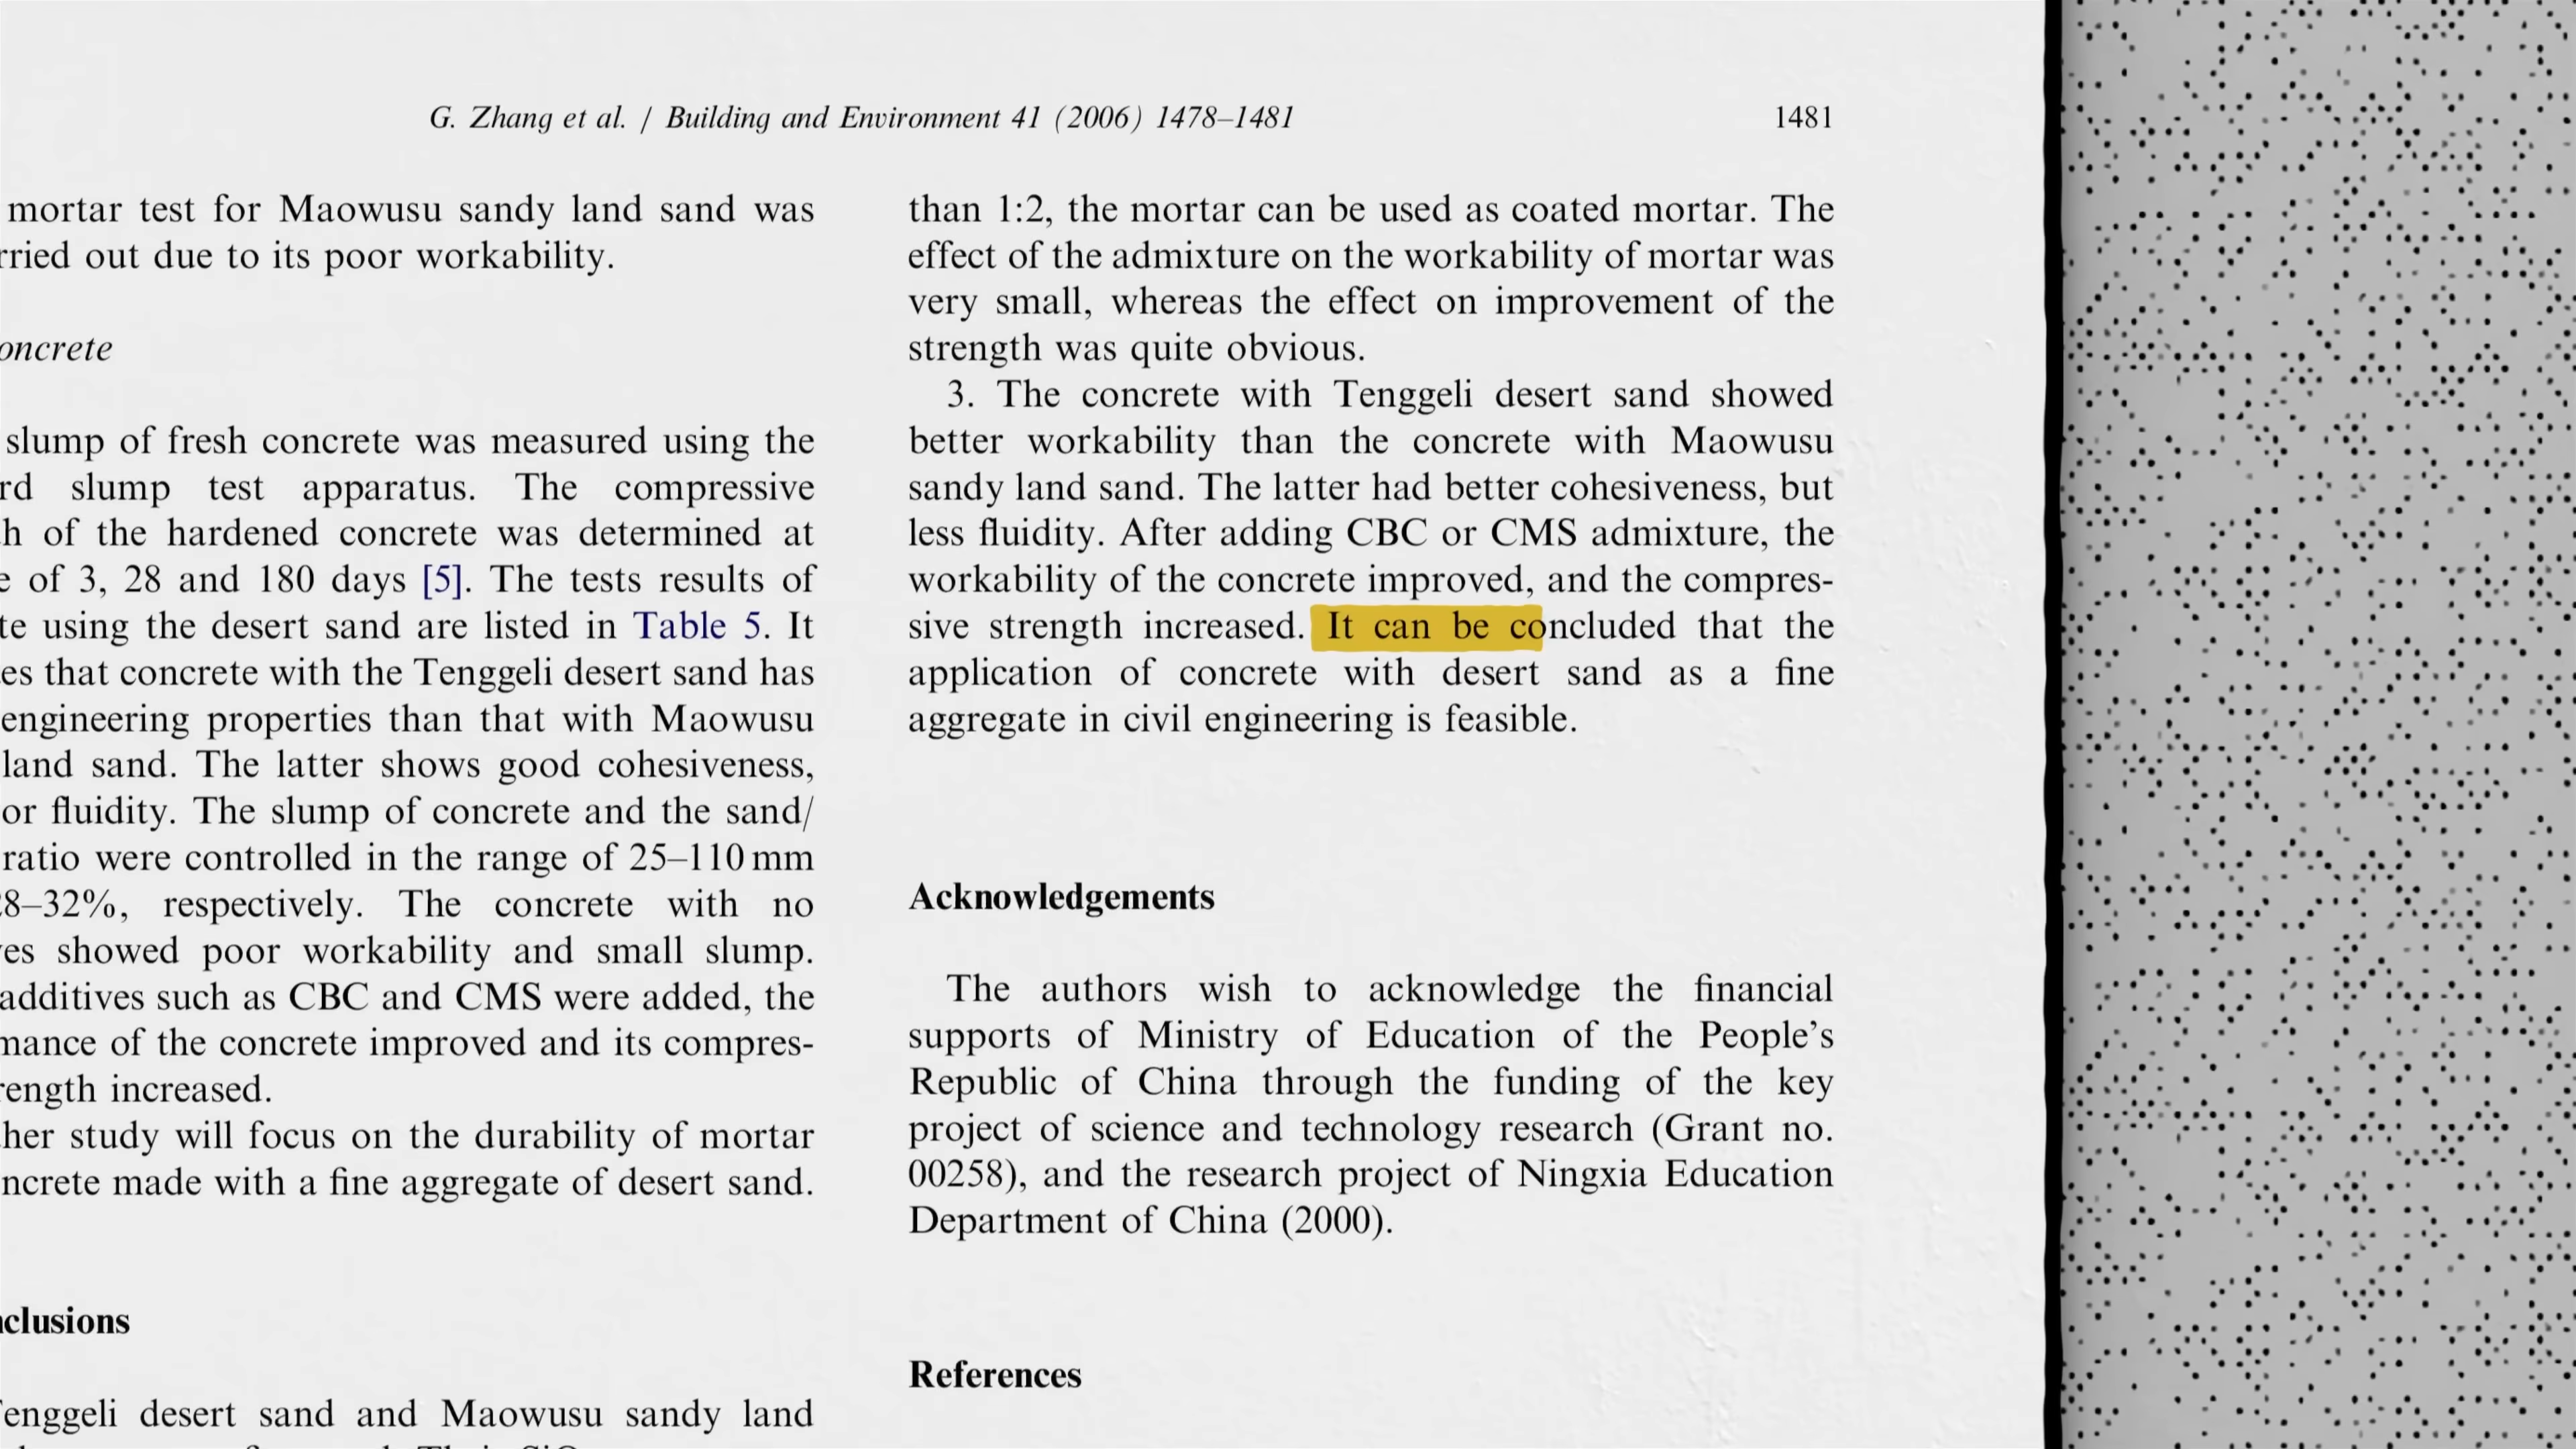 G. Zhang et al. / Building and Environment 41 (2006) 1478–1481
1481
mortar test for Maowusu sandy land sand was
out due to its poor workability.
slump of fresh concrete was measured using the
slump test apparatus. The compressive
of the hardened concrete was determined at
of 3, 28 and 180 days [5]. The tests results of
using the desert sand are listed in Table 5. It
that concrete with the Tenggeli desert sand has
engineering properties than that with Maowusu
land sand. The latter shows good cohesiveness,
fluidity. The slump of concrete and the sand/
ratio were controlled in the range of 25–110 mm
8–32%, respectively. The concrete with no
showed poor workability and small slump.
additives such as CBC and CMS were added, the
of the concrete improved and its compres-
increased.
study will focus on the durability of mortar
made with a fine aggregate of desert sand.
desert sand and Maowusu sandy land
than 1:2, the mortar can be used as coated mortar. The
effect of the admixture on the workability of mortar was
very small, whereas the effect on improvement of the
strength was quite obvious.
3. The concrete with Tenggeli desert sand showed
better workability than the concrete with Maowusu
sandy land sand. The latter had better cohesiveness, but
less fluidity. After adding CBC or CMS admixture, the
workability of the concrete improved, and the compres-
sive strength increased. It can be concluded that the
application of concrete with desert sand as a fine
aggregate in civil engineering is feasible.
Acknowledgements
The authors wish to acknowledge the financial
supports of Ministry of Education of the People's
Republic of China through the funding of the key
project of science and technology research (Grant no.
00258), and the research project of Ningxia Education
Department of China (2000).
References